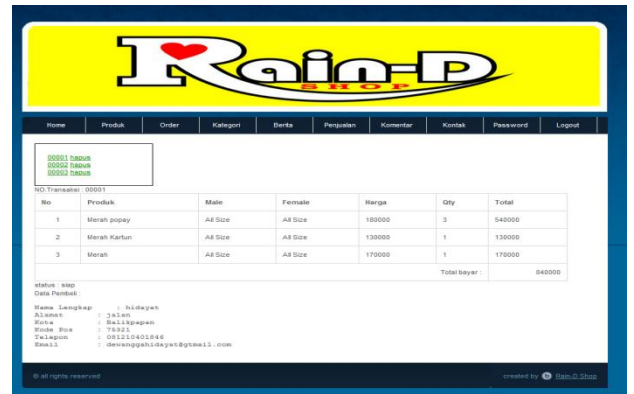 Rain-D
SHOP
Home Produk Order Kategori Berita Penjualan Komentar Kontak Password Logout
00001 hapus
00002 hapus
00003 hapus
NO.Transaksi : 00001
No Produk Male Female Harga Qty Total
1 Merah popay All Size All Size 180000 3 540000
2 Merah Kartun All Size All Size 130000 1 130000
3 Merah All Size All Size 170000 1 170000
Total bayar : 840000
status : siap
Data Pembeli :
Nama Lengkap : hidayat
Alamat : jalan
Kota : Balikpapan
Kode Pos : 75321
Telepon : 081210401846
Email : dewanggahidayat@gtmail.com
© all rights reserved created by Rain-D Shop